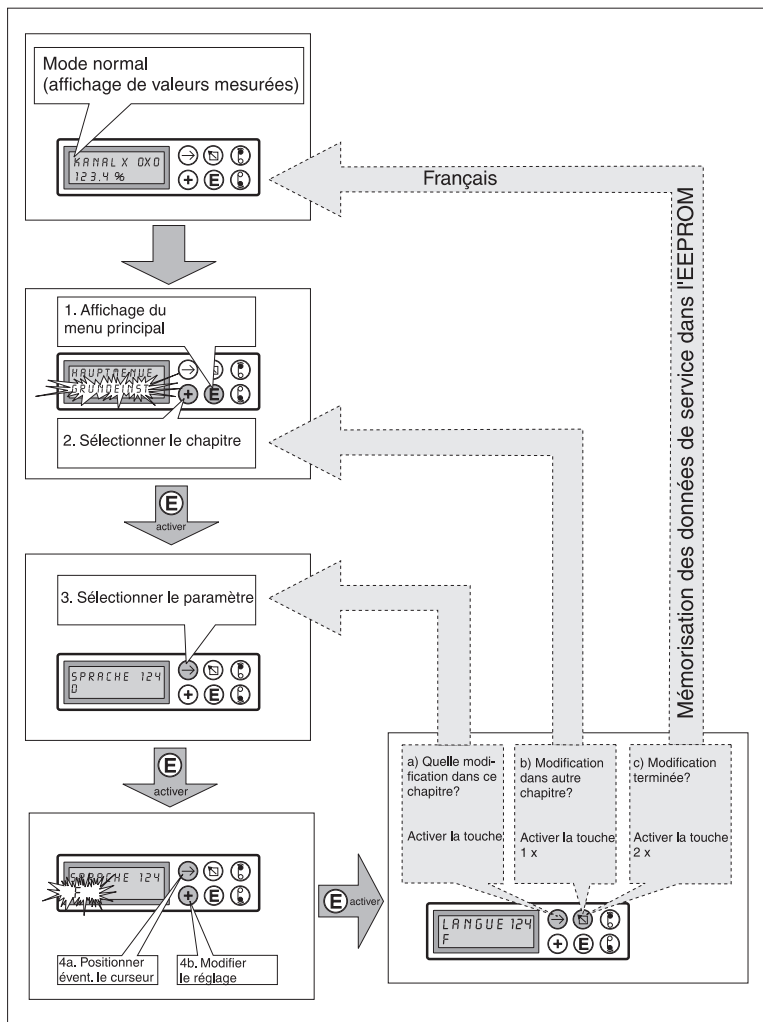 Mode normal
(affichage de valeurs mesurées)
KANAL X 0X0
123.4 %
E
Français
Mémorisation des données de service dans l'EEPROM
1. Affichage du
menu principal
HAUPTMENUE
GRUNDEINST
E
2. Sélectionner le chapitre
E
activer
3. Sélectionner le paramètre
SPRACHE 124
D
E
E
activer
SPRACHE 124
F
E
4a. Positionner
évent. le curseur
4b. Modifier
le réglage
E activer
a) Quelle modi-
fication dans ce
chapitre?
Activer la touche
b) Modification
dans autre
chapitre?
Activer la touche
1 x
c) Modification
terminée?
Activer la touche
2 x
LANGUE 124
F
E